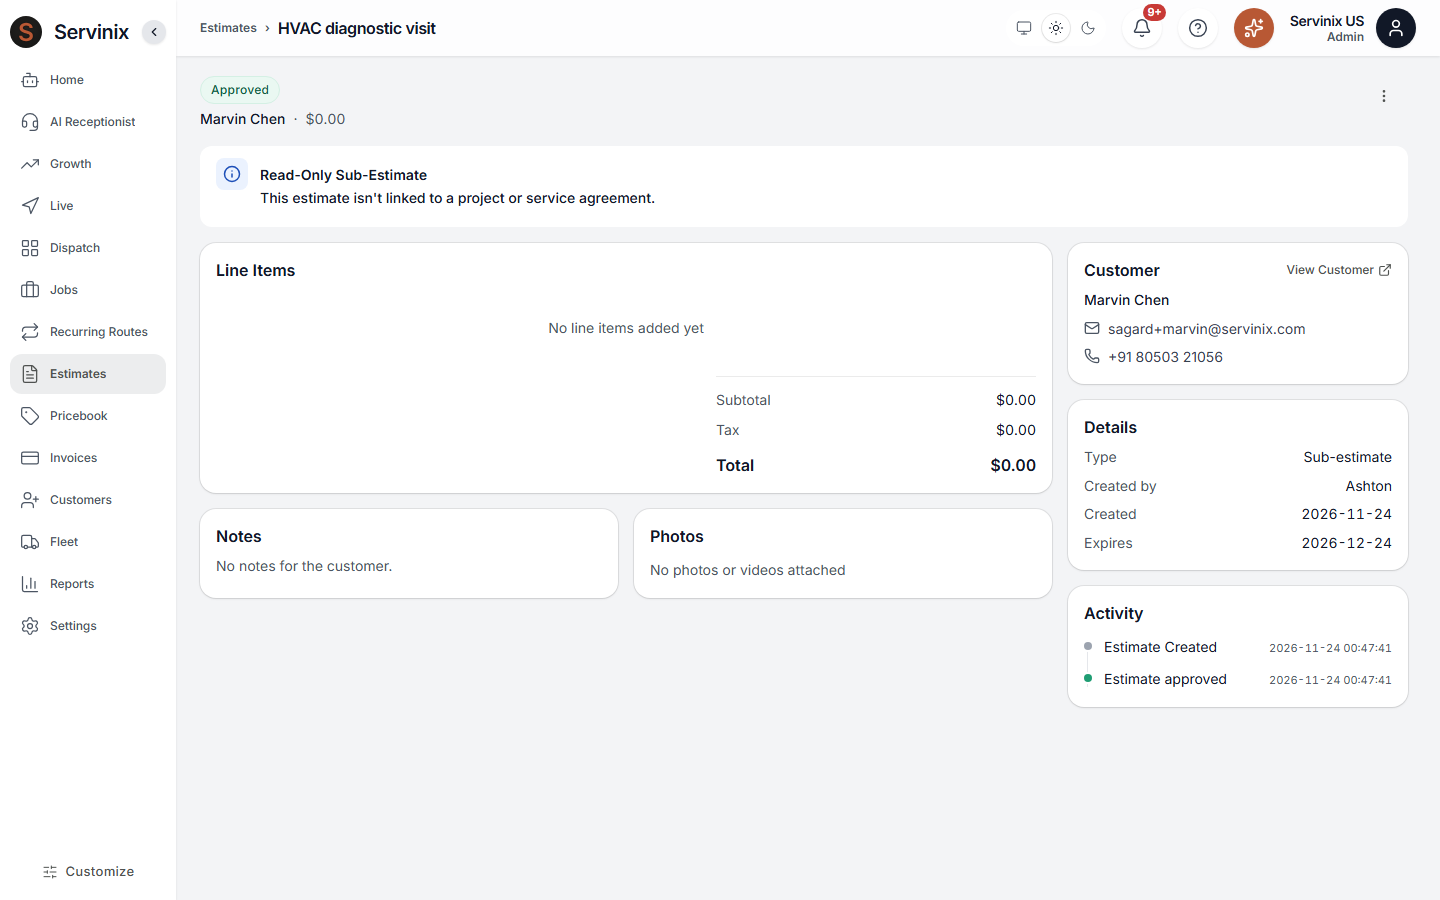 S Servinix
Home
AI Receptionist
Growth
Live
Dispatch
Jobs
Recurring Routes
Estimates
Pricebook
Invoices
Customers
Fleet
Reports
Settings
Customize
Estimates › HVAC diagnostic visit
9+
Servinix US
Admin
Approved
Marvin Chen · $0.00
Read-Only Sub-Estimate
This estimate isn't linked to a project or service agreement.
Line Items
No line items added yet
Subtotal $0.00
Tax $0.00
Total $0.00
Notes
No notes for the customer.
Photos
No photos or videos attached
Customer View Customer
Marvin Chen
sagard+marvin@servinix.com
+91 80503 21056
Details
Type Sub-estimate
Created by Ashton
Created 2026-11-24
Expires 2026-12-24
Activity
Estimate Created 2026-11-24 00:47:41
Estimate approved 2026-11-24 00:47:41